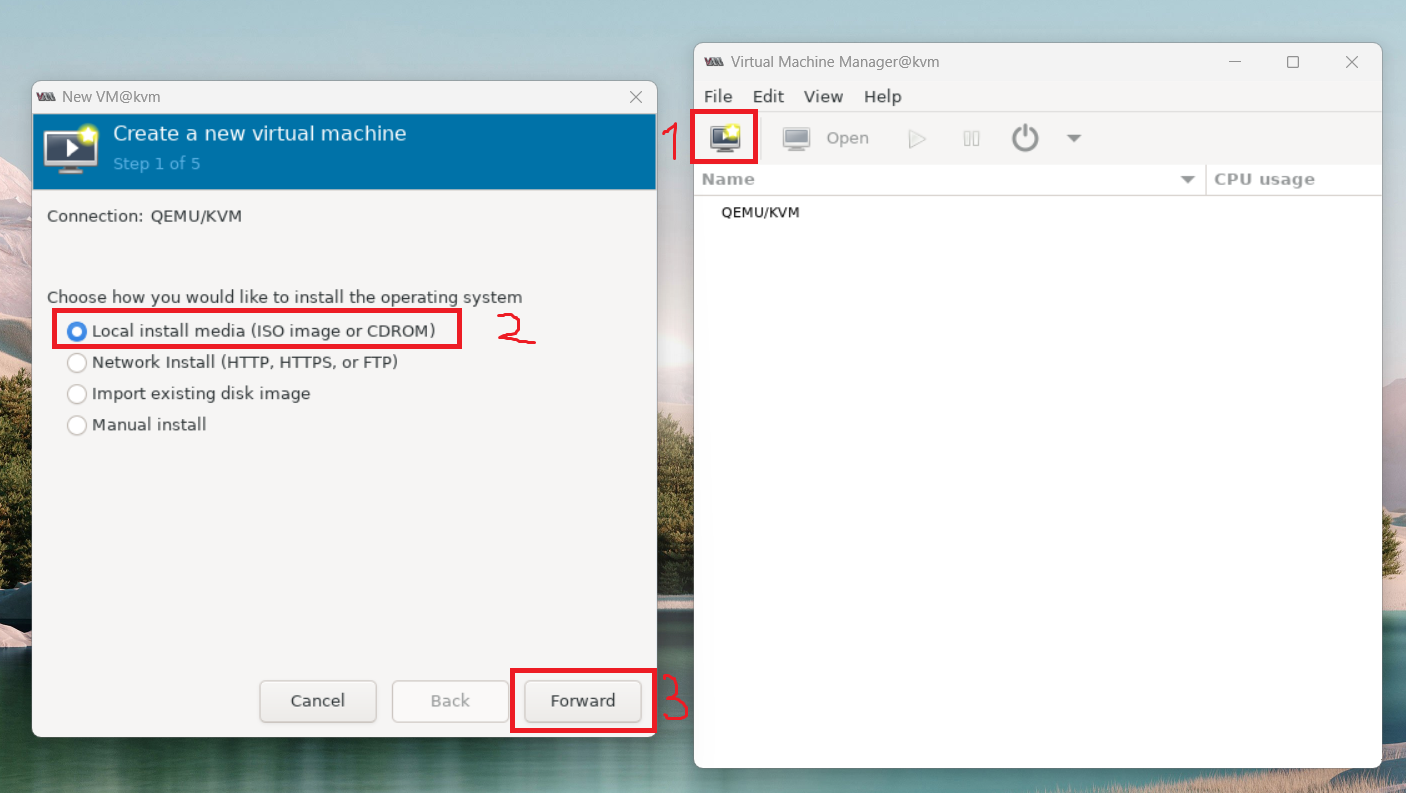 New VM@kvm
Create a new virtual machine
Step 1 of 5
Connection: QEMU/KVM
Choose how you would like to install the operating system
Local install media (ISO image or CDROM)
2
Network Install (HTTP, HTTPS, or FTP)
Import existing disk image
Manual install
Cancel
Back
Forward
3
Virtual Machine Manager@kvm
File Edit View Help
1
Open
Name CPU usage
QEMU/KVM